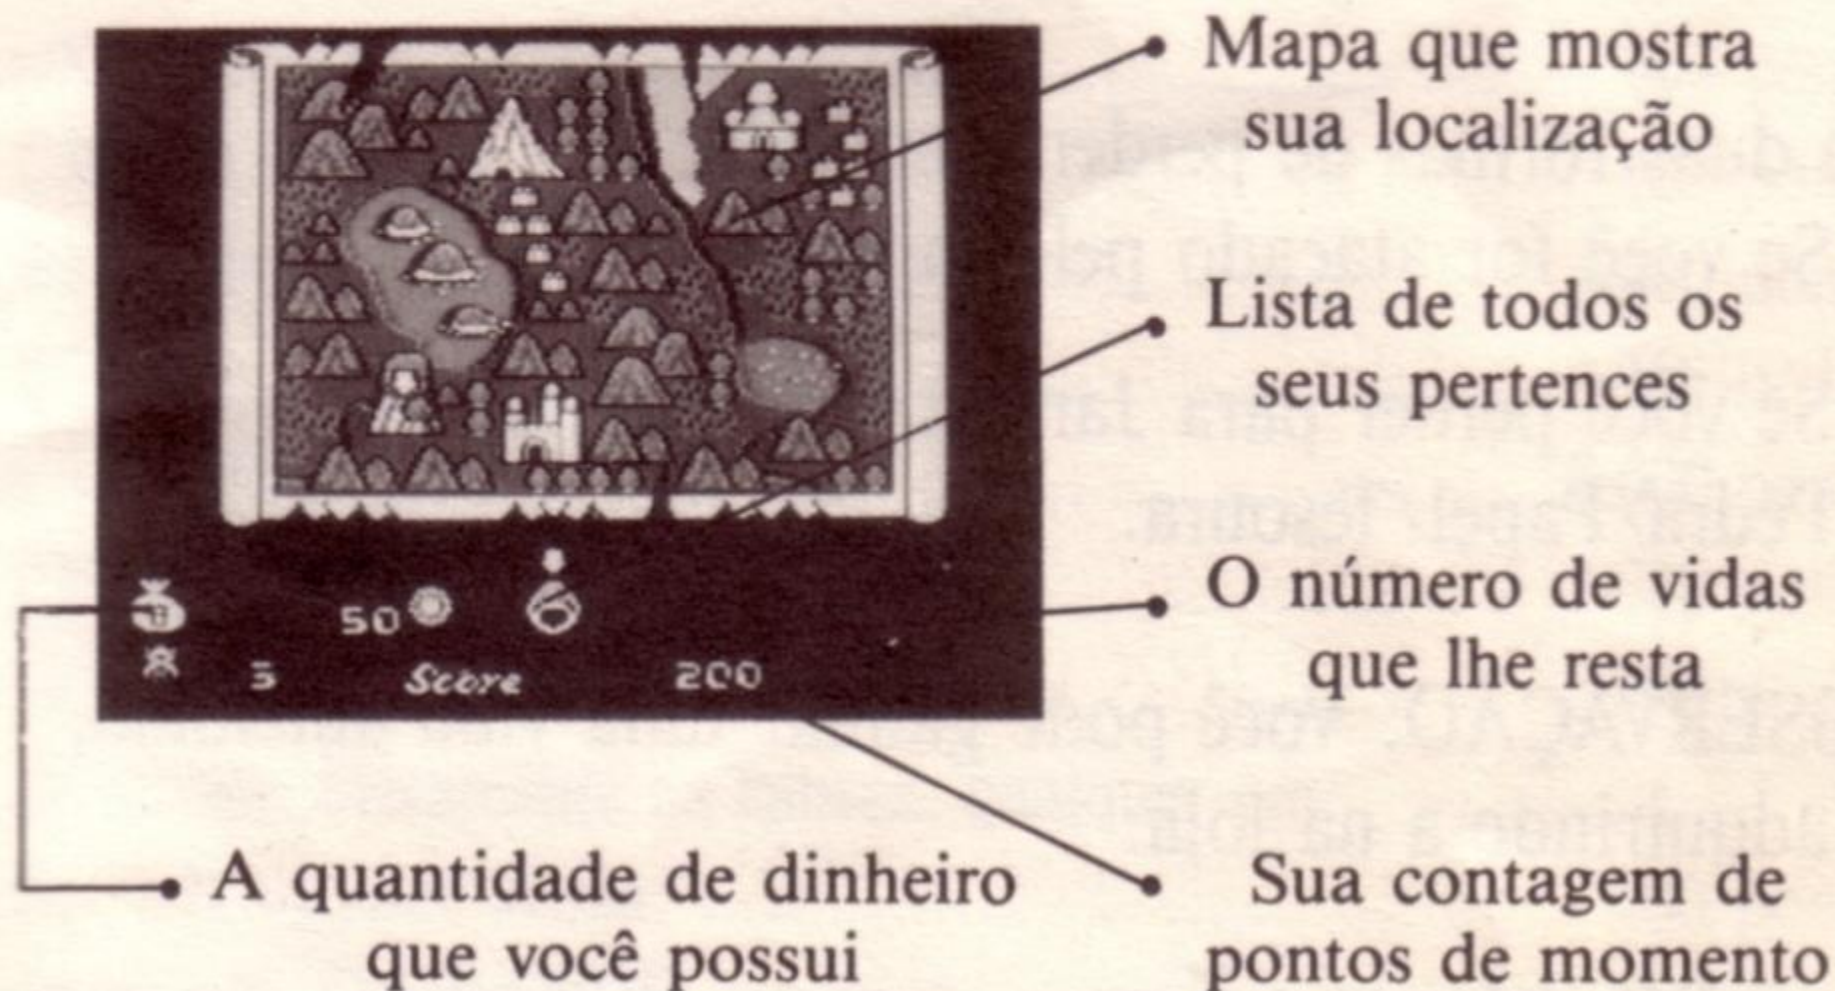 Mapa que mostra
sua localização
Lista de todos os
seus pertences
O número de vidas
que lhe resta
50
3 Score 200
A quantidade de dinheiro
que você possui
Sua contagem de
pontos de momento